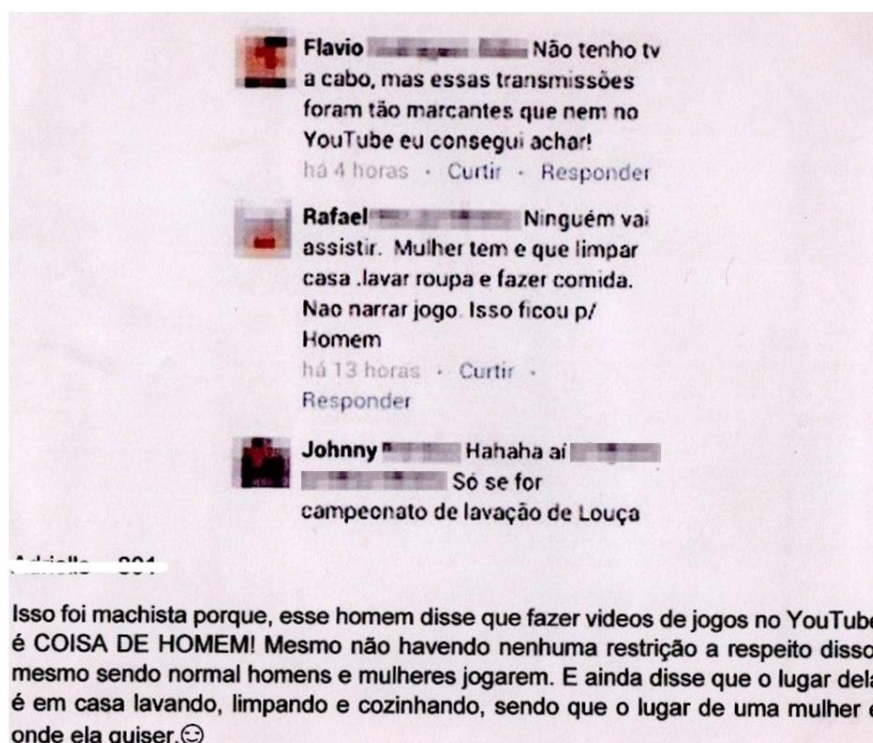 Flavio Não tenho tv
a cabo, mas essas transmissões
foram tão marcantes que nem no
YouTube eu consegui achar!
há 4 horas · Curtir · Responder
Rafael Ninguém vai
assistir. Mulher tem e que limpar
casa .lavar roupa e fazer comida.
Nao narrar jogo. Isso ficou p/
Homem
há 13 horas · Curtir ·
Responder
Johnny Hahaha aí
Só se for
campeonato de lavação de Louça
Isso foi machista porque, esse homem disse que fazer videos de jogos no YouTube
é COISA DE HOMEM! Mesmo não havendo nenhuma restrição a respeito disso
mesmo sendo normal homens e mulheres jogarem. E ainda disse que o lugar dela
é em casa lavando, limpando e cozinhando, sendo que o lugar de uma mulher é
onde ela quiser.😊